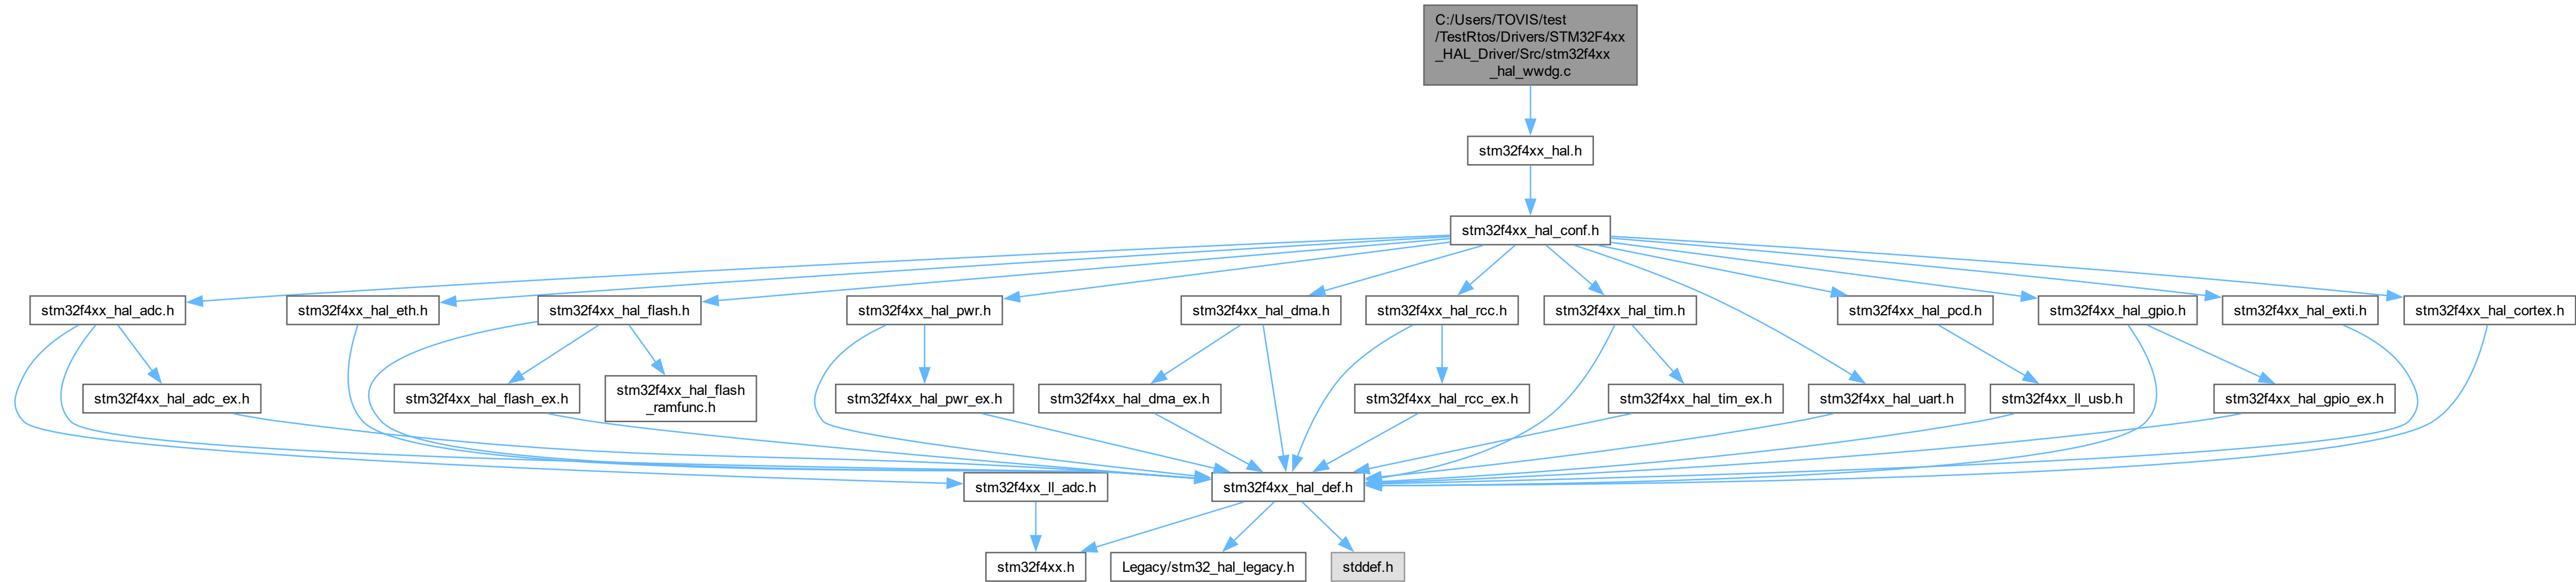 C:/Users/TOVIS/test
/TestRtos/Drivers/STM32F4xx
_HAL_Driver/Src/stm32f4xx
_hal_wwdg.c
stm32f4xx_hal.h
stm32f4xx_hal_conf.h
stm32f4xx_hal_adc.h
stm32f4xx_hal_eth.h
stm32f4xx_hal_flash.h
stm32f4xx_hal_pwr.h
stm32f4xx_hal_dma.h
stm32f4xx_hal_rcc.h
stm32f4xx_hal_tim.h
stm32f4xx_hal_pcd.h
stm32f4xx_hal_gpio.h
stm32f4xx_hal_exti.h
stm32f4xx_hal_cortex.h
stm32f4xx_hal_adc_ex.h
stm32f4xx_hal_flash_ex.h
stm32f4xx_hal_flash
_ramfunc.h
stm32f4xx_hal_pwr_ex.h
stm32f4xx_hal_dma_ex.h
stm32f4xx_hal_rcc_ex.h
stm32f4xx_hal_tim_ex.h
stm32f4xx_hal_uart.h
stm32f4xx_ll_usb.h
stm32f4xx_hal_gpio_ex.h
stm32f4xx_ll_adc.h
stm32f4xx_hal_def.h
stm32f4xx.h
Legacy/stm32_hal_legacy.h
stddef.h